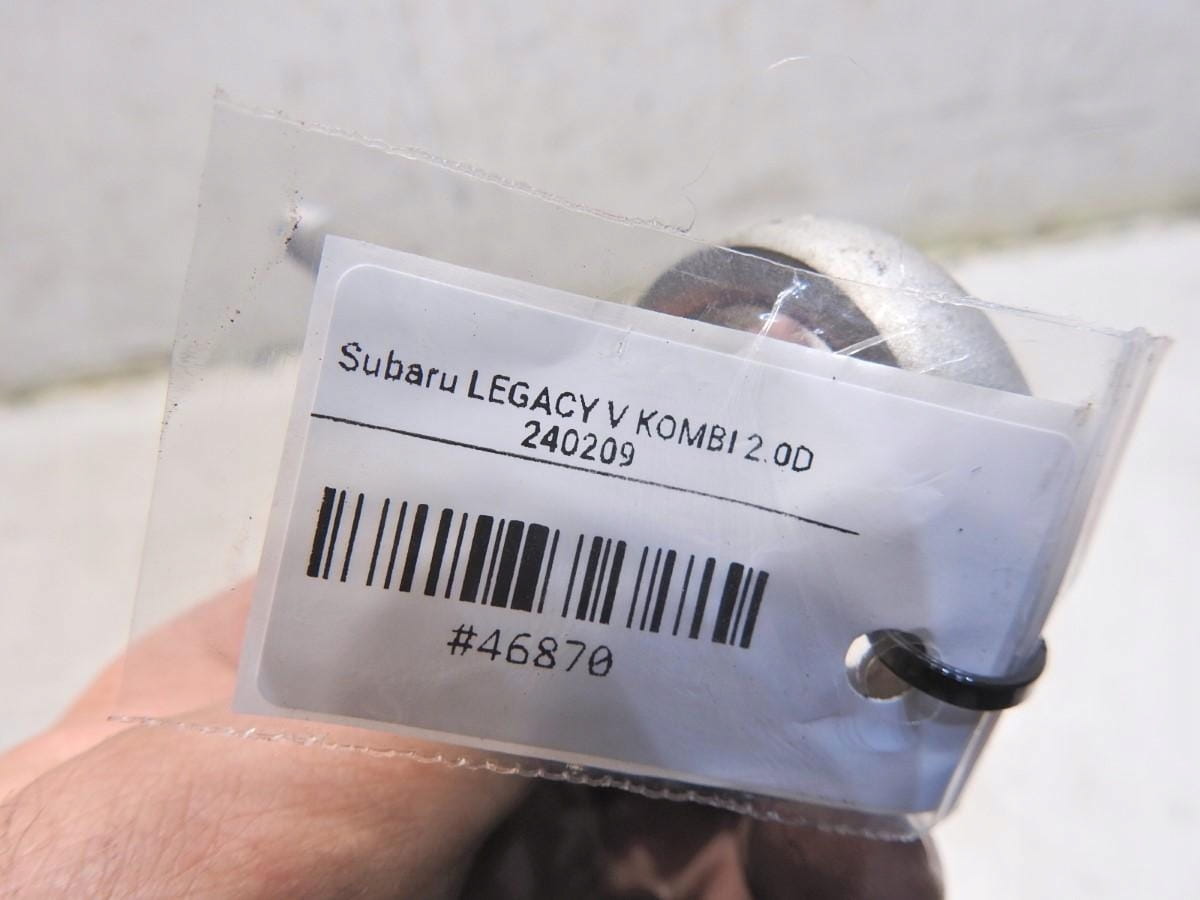 Subaru LEGACY V KOMBI 2.0D
240209
#46870